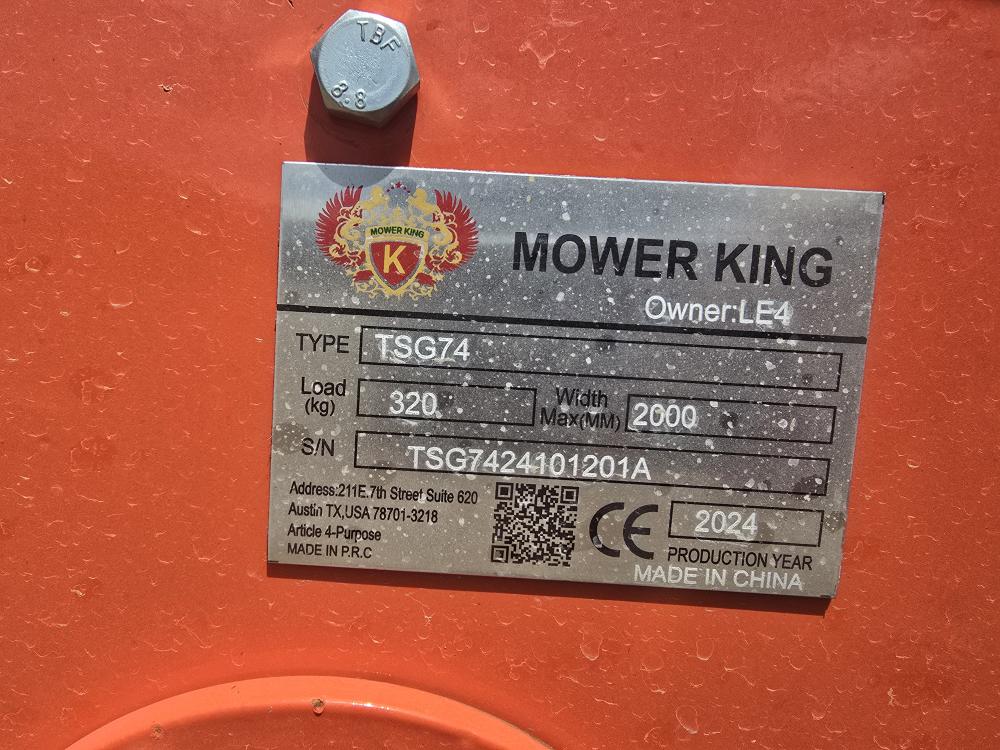 TBF
8.8
MOWER KING
K
MOWER KING
Owner:LE4
TYPE TSG74
Load (kg) 320 Width Max(MM) 2000
S/N TSG7424101201A
Address:211E.7th Street Suite 620
Austin TX,USA 78701-3218
Article 4-Purpose
MADE IN P.R.C
CE 2024
PRODUCTION YEAR
MADE IN CHINA